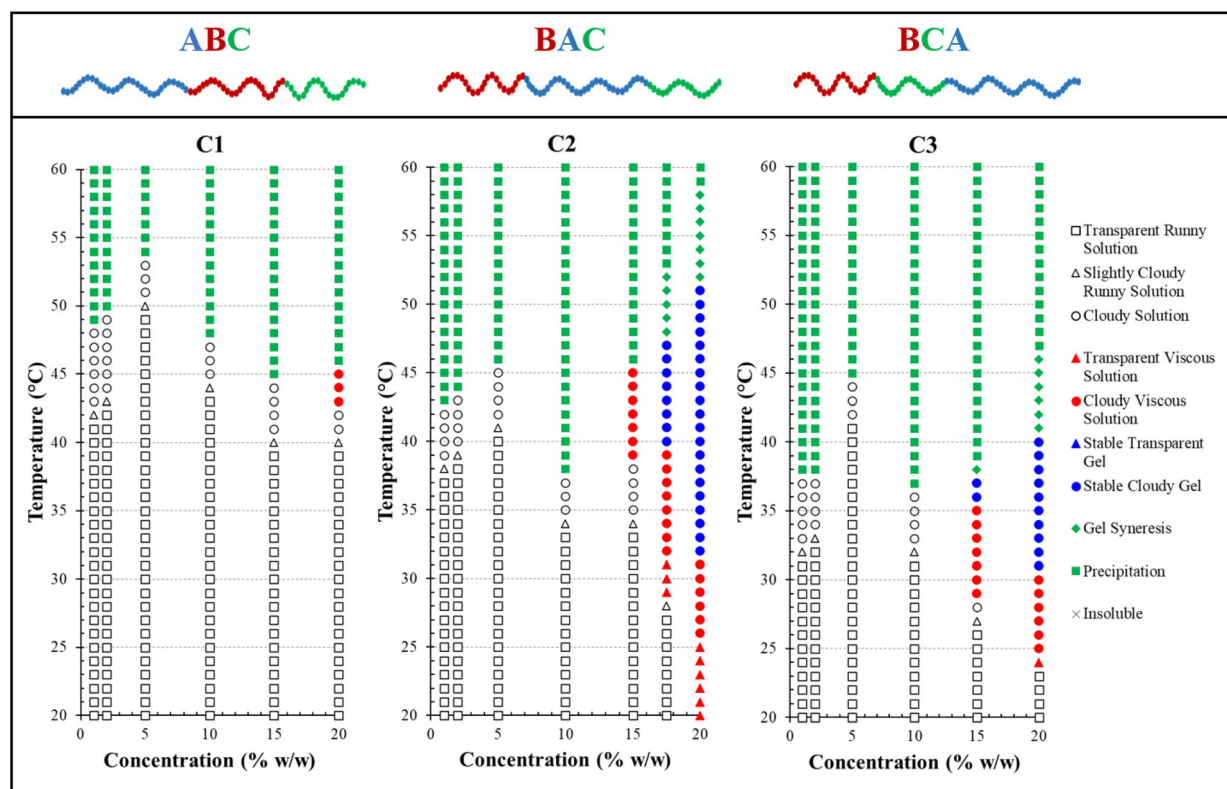 ABC
BAC
BCA
C1
C2
C3
Temperature (°C)
60
55
50
45
40
35
30
25
20
0
5
10
15
20
Concentration (% w/w)
Temperature (°C)
60
55
50
45
40
35
30
25
20
0
5
10
15
20
Concentration (% w/w)
Temperature (°C)
60
55
50
45
40
35
30
25
20
0
5
10
15
20
Concentration (% w/w)
Transparent Runny
Solution
Slightly Cloudy
Runny Solution
Cloudy Solution
Transparent Viscous
Solution
Cloudy Viscous
Solution
Stable Transparent
Gel
Stable Cloudy Gel
Gel Syneresis
Precipitation
Insoluble